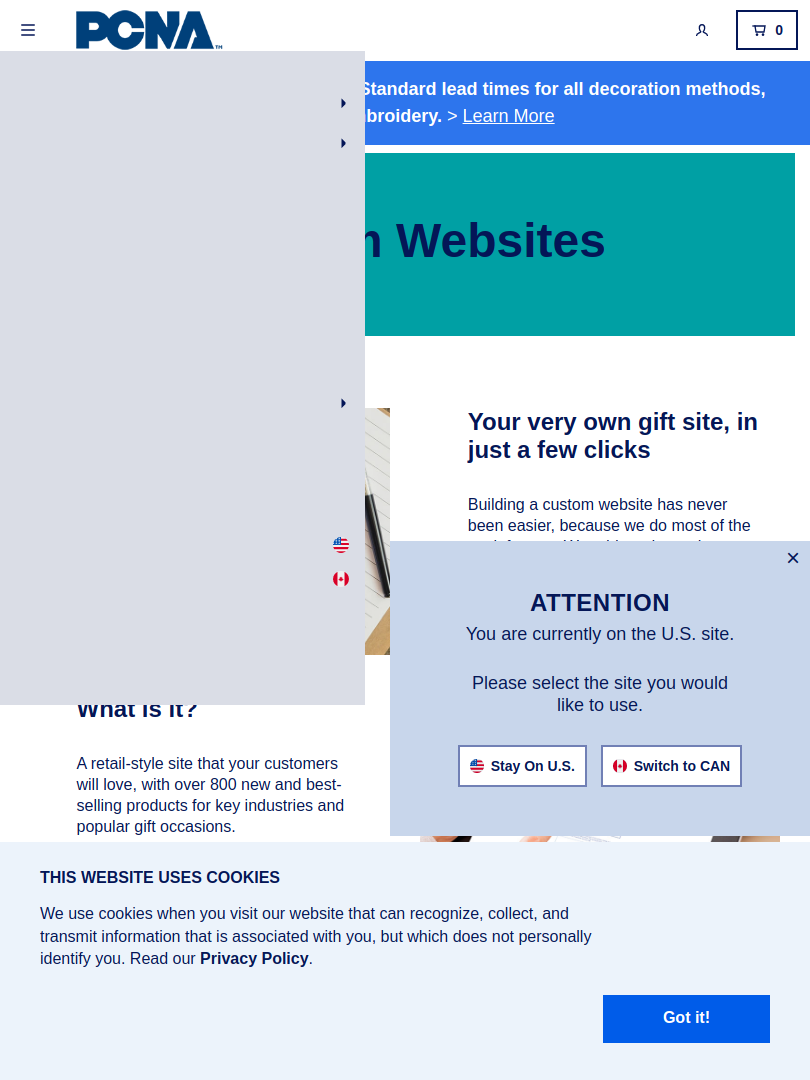 PCNA™
0
Standard lead times for all decoration methods,
broidery. > Learn More
n Websites
Your very own gift site, in
just a few clicks
Building a custom website has never
been easier, because we do most of the
×
ATTENTION
You are currently on the U.S. site.
Please select the site you would
like to use.
Stay On U.S.
Switch to CAN
What is it?
A retail-style site that your customers
will love, with over 800 new and best-
selling products for key industries and
popular gift occasions.
THIS WEBSITE USES COOKIES
We use cookies when you visit our website that can recognize, collect, and
transmit information that is associated with you, but which does not personally
identify you. Read our Privacy Policy.
Got it!